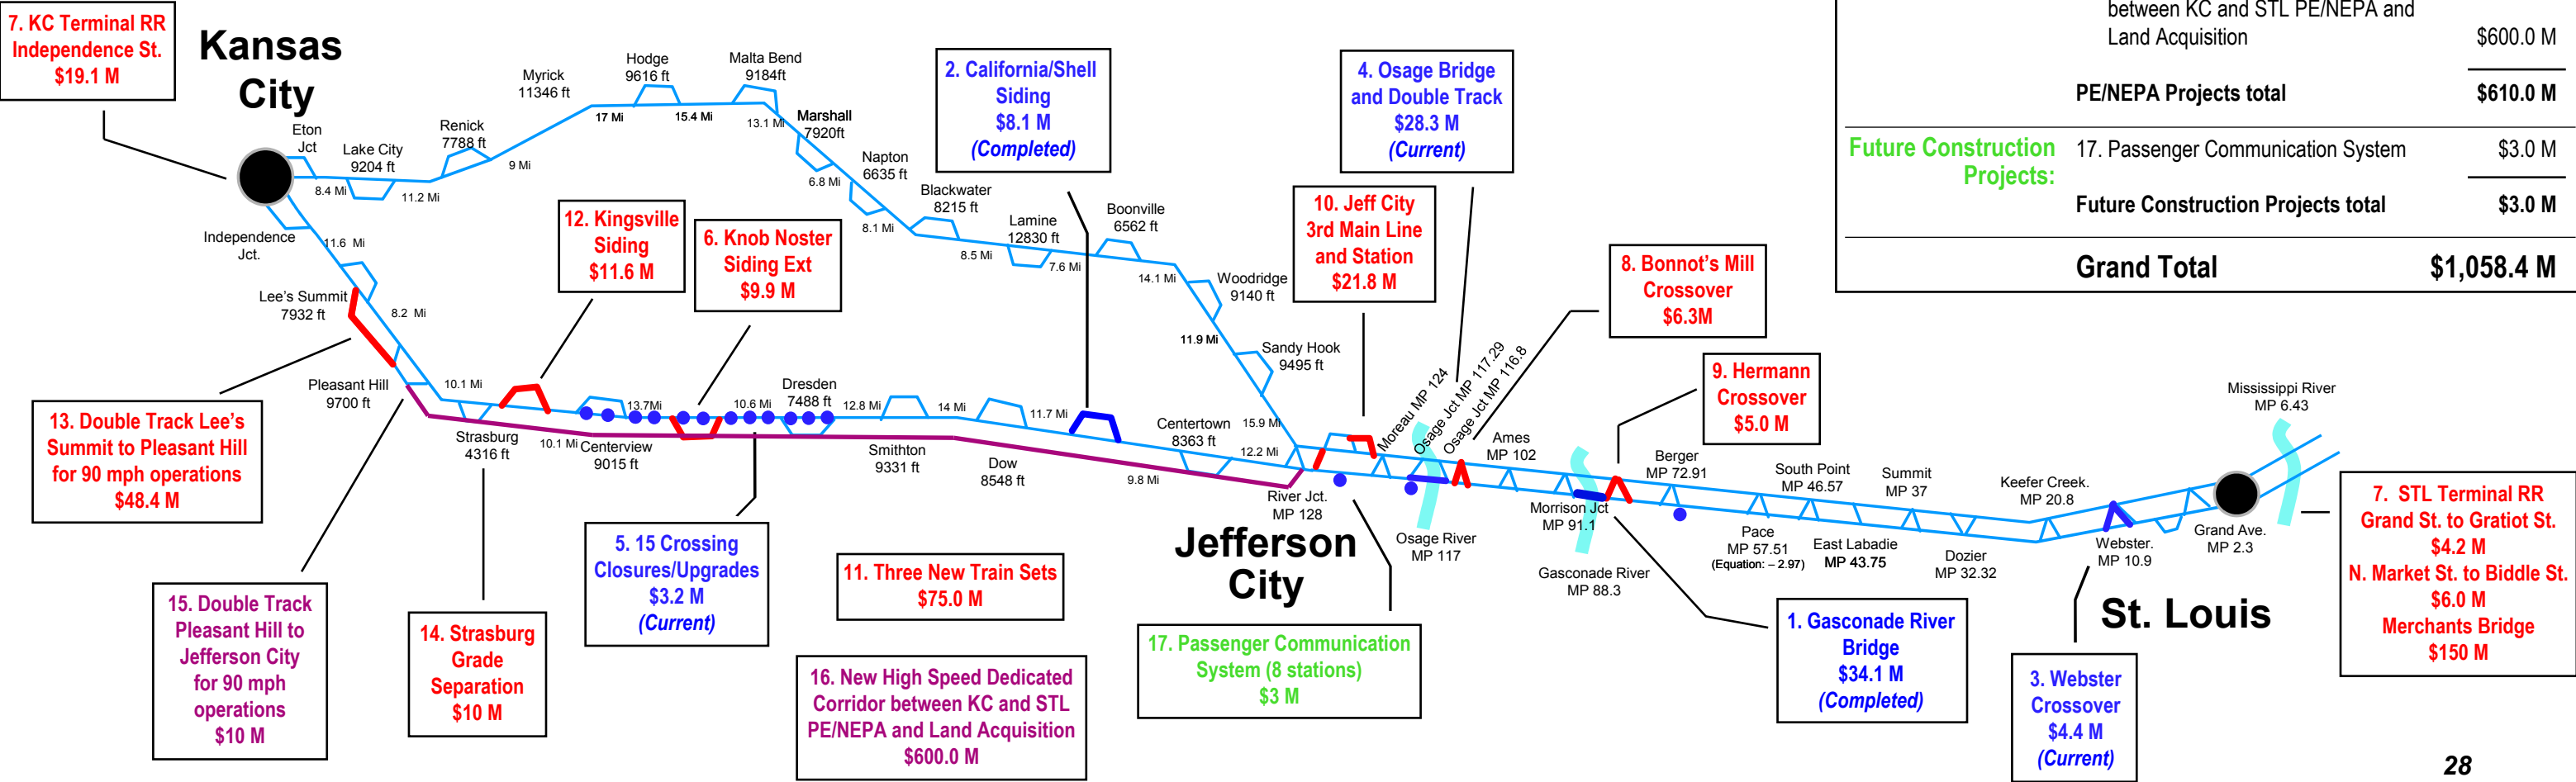 7. KC Terminal RR
Independence St.
$19.1 M
Kansas
City
Eton
Jct
Lake City
9204 ft
8.4 Mi
11.2 Mi
Renick
7788 ft
9 Mi
Myrick
11346 ft
17 Mi
Hodge
9616 ft
15.4 Mi
Malta Bend
9184ft
13.1 Mi
Marshall
7920ft
6.8 Mi
Napton
6635 ft
8.1 Mi
Blackwater
8215 ft
8.5 Mi
Lamine
12830 ft
7.6 Mi
Boonville
6562 ft
14.1 Mi
Woodridge
9140 ft
11.9 Mi
Sandy Hook
9495 ft
15.9 Mi
2. California/Shell
Siding
$8.1 M
(Completed)
4. Osage Bridge
and Double Track
$28.3 M
(Current)
10. Jeff City
3rd Main Line
and Station
$21.8 M
8. Bonnot's Mill
Crossover
$6.3M
9. Hermann
Crossover
$5.0 M
between KC and STL PE/NEPA and
Land Acquisition $600.0 M
PE/NEPA Projects total $610.0 M
Future Construction
Projects:
17. Passenger Communication System $3.0 M
Future Construction Projects total $3.0 M
Grand Total $1,058.4 M
Independence
Jct.
11.6 Mi
Lee's Summit
7932 ft
8.2 Mi
Pleasant Hill
9700 ft
10.1 Mi
12. Kingsville
Siding
$11.6 M
6. Knob Noster
Siding Ext
$9.9 M
Strasburg
4316 ft
10.1 Mi
Centerview
9015 ft
13.7Mi
10.6 Mi
Dresden
7488 ft
12.8 Mi
Smithton
9331 ft
14 Mi
Dow
8548 ft
11.7 Mi
9.8 Mi
Centertown
8363 ft
12.2 Mi
River Jct.
MP 128
Jefferson
City
Moreau MP 124
Osage Jct MP 117.29
Osage Jct MP 116.8
Osage River
MP 117
Ames
MP 102
Morrison Jct
MP 91.1
Gasconade River
MP 88.3
Berger
MP 72.91
Pace
MP 57.51
(Equation: – 2.97)
South Point
MP 46.57
East Labadie
MP 43.75
Summit
MP 37
Dozier
MP 32.32
Keefer Creek.
MP 20.8
Webster.
MP 10.9
Grand Ave.
MP 2.3
Mississippi River
MP 6.43
St. Louis
13. Double Track Lee's
Summit to Pleasant Hill
for 90 mph operations
$48.4 M
15. Double Track
Pleasant Hill to
Jefferson City
for 90 mph
operations
$10 M
14. Strasburg
Grade
Separation
$10 M
5. 15 Crossing
Closures/Upgrades
$3.2 M
(Current)
11. Three New Train Sets
$75.0 M
16. New High Speed Dedicated
Corridor between KC and STL
PE/NEPA and Land Acquisition
$600.0 M
17. Passenger Communication
System (8 stations)
$3 M
1. Gasconade River
Bridge
$34.1 M
(Completed)
3. Webster
Crossover
$4.4 M
(Current)
7. STL Terminal RR
Grand St. to Gratiot St.
$4.2 M
N. Market St. to Biddle St.
$6.0 M
Merchants Bridge
$150 M
28